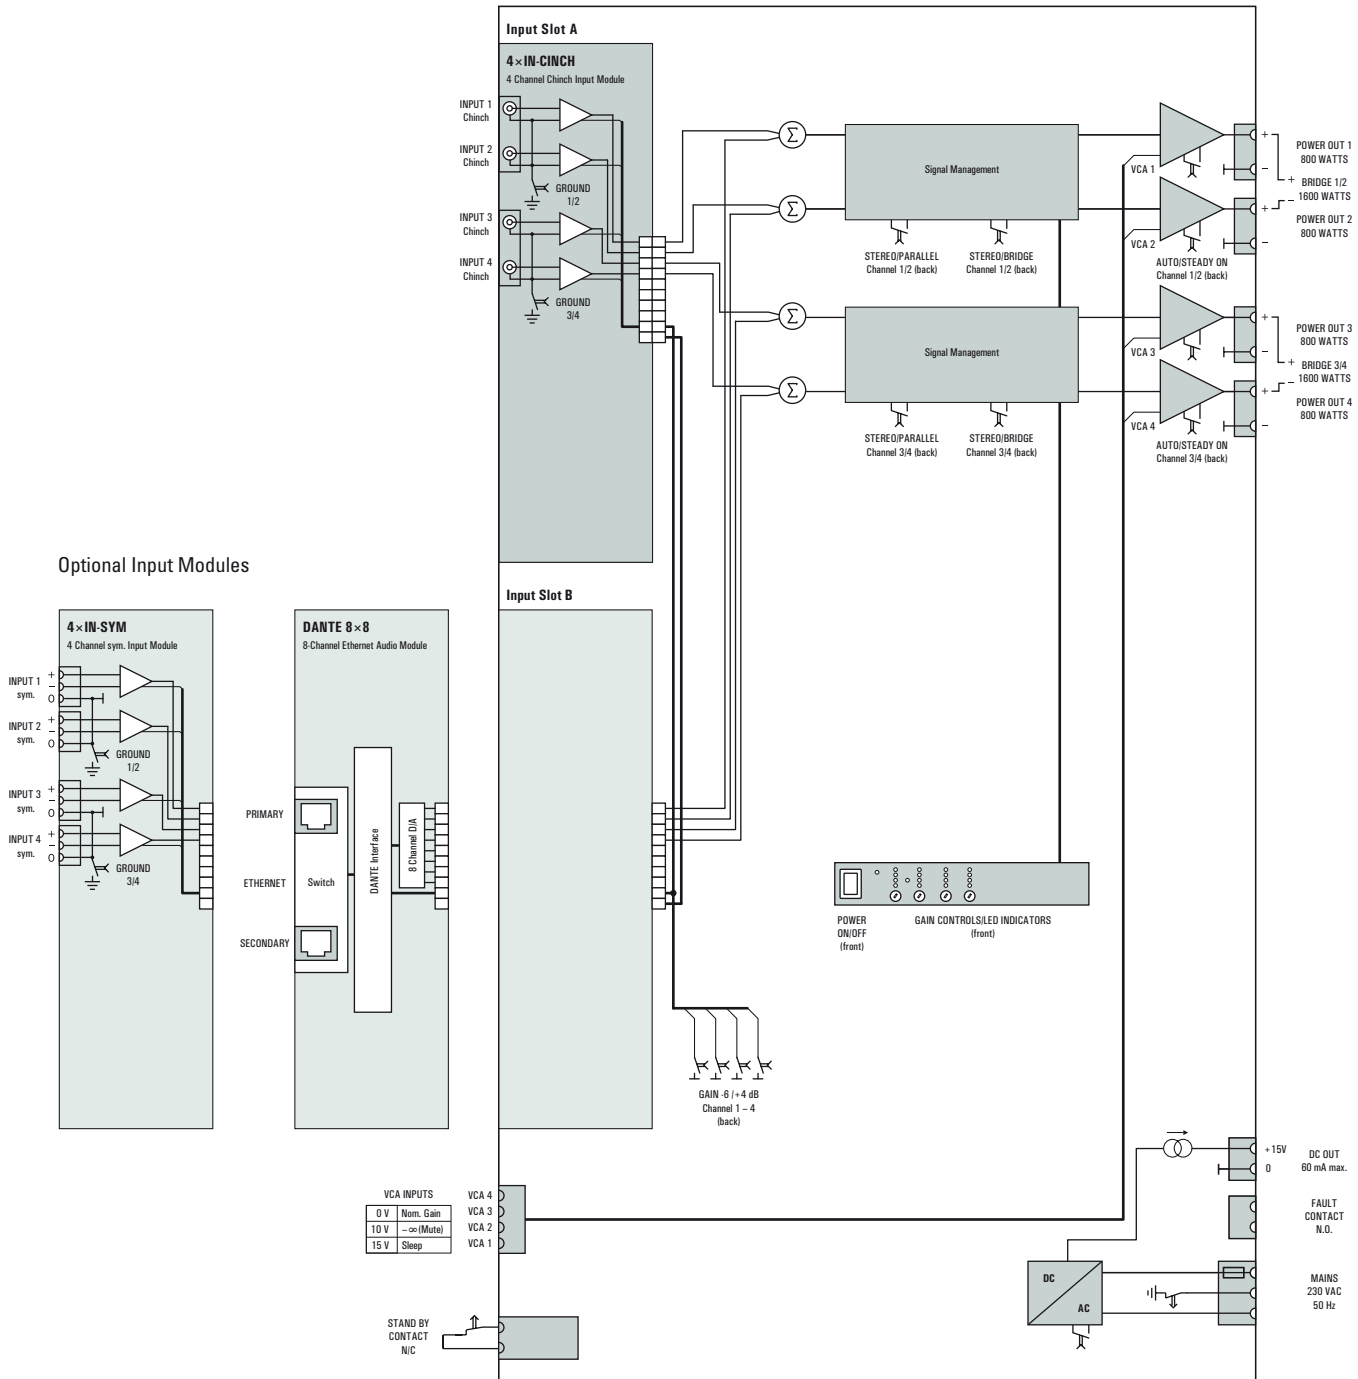 Input Slot A
4×IN-CINCH
4 Channel Chinch Input Module
INPUT 1
Chinch
INPUT 2
Chinch
GROUND
1/2
INPUT 3
Chinch
INPUT 4
Chinch
GROUND
3/4
Σ
Σ
Signal Management
STEREO/PARALLEL
Channel 1/2 (back)
STEREO/BRIDGE
Channel 1/2 (back)
VCA 1
VCA 2
AUTO/STEADY ON
Channel 1/2 (back)
+
−
+
−
POWER OUT 1
800 WATTS
+ BRIDGE 1/2
− 1600 WATTS
POWER OUT 2
800 WATTS
Σ
Σ
Signal Management
STEREO/PARALLEL
Channel 3/4 (back)
STEREO/BRIDGE
Channel 3/4 (back)
VCA 3
VCA 4
AUTO/STEADY ON
Channel 3/4 (back)
+
−
+
−
POWER OUT 3
800 WATTS
+ BRIDGE 3/4
− 1600 WATTS
POWER OUT 4
800 WATTS
Optional Input Modules
4×IN-SYM
4 Channel sym. Input Module
INPUT 1
sym.
+
−
0
INPUT 2
sym.
+
−
0
GROUND
1/2
INPUT 3
sym.
+
−
0
INPUT 4
sym.
+
−
0
GROUND
3/4
DANTE 8×8
8-Channel Ethernet Audio Module
PRIMARY
ETHERNET
SECONDARY
Switch
DANTE Interface
8 Channel D/A
Input Slot B
POWER
ON/OFF
(front)
GAIN CONTROLS/LED INDICATORS
(front)
GAIN -6 /+4 dB
Channel 1 – 4
(back)
VCA INPUTS
0 V Nom. Gain
10 V −∞(Mute)
15 V Sleep
VCA 4
VCA 3
VCA 2
VCA 1
STAND BY
CONTACT
N/C
+15V
0
DC OUT
60 mA max.
FAULT
CONTACT
N.O.
DC
AC
MAINS
230 VAC
50 Hz